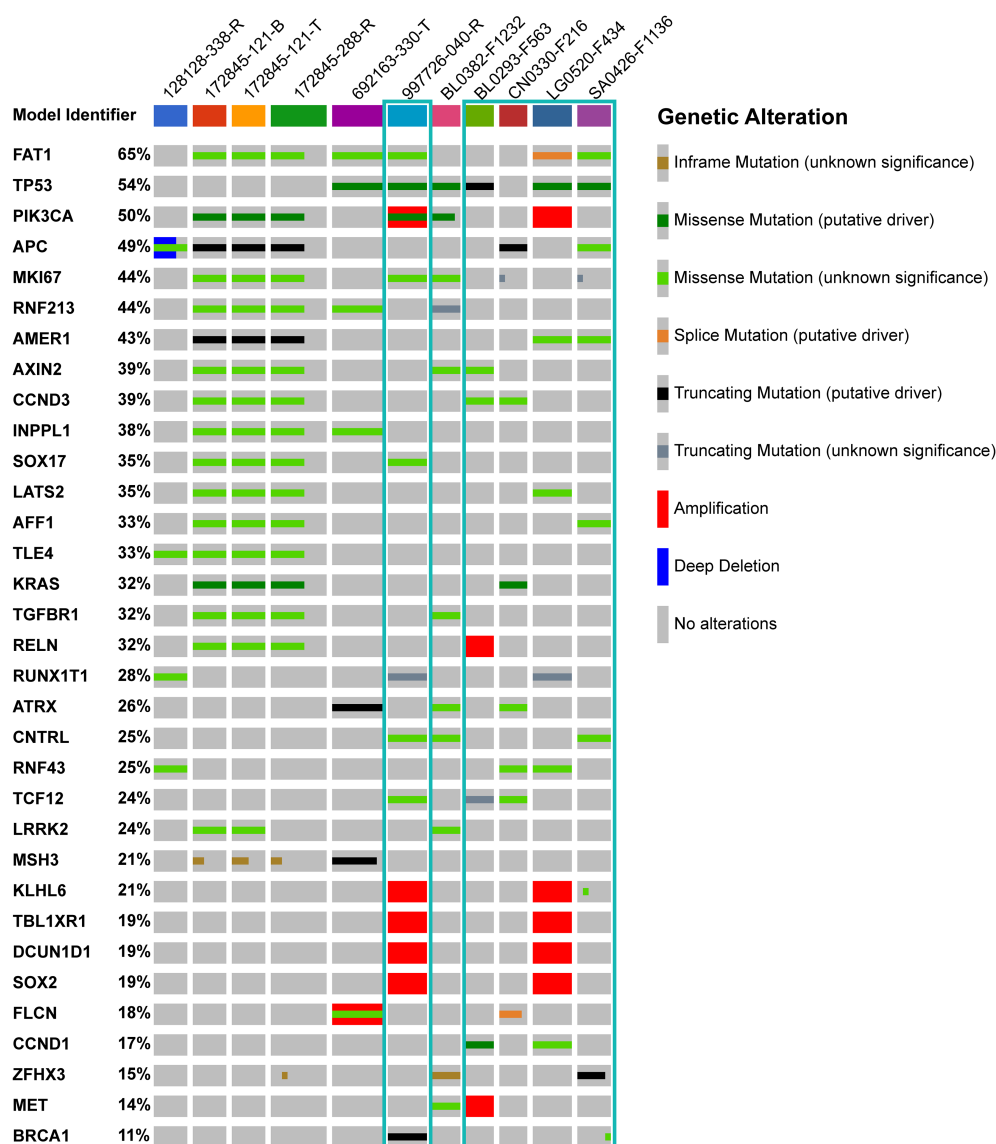 128128-338-R
172845-121-B
172845-121-T
172845-288-R
692163-330-T
997726-040-R
BL0382-F1232
BL0293-F563
CN0330-F216
LG0520-F434
SA0426-F1136
Model Identifier
FAT1 65%
TP53 54%
PIK3CA 50%
APC 49%
MKI67 44%
RNF213 44%
AMER1 43%
AXIN2 39%
CCND3 39%
INPPL1 38%
SOX17 35%
LATS2 35%
AFF1 33%
TLE4 33%
KRAS 32%
TGFBR1 32%
RELN 32%
RUNX1T1 28%
ATRX 26%
CNTRL 25%
RNF43 25%
TCF12 24%
LRRK2 24%
MSH3 21%
KLHL6 21%
TBL1XR1 19%
DCUN1D1 19%
SOX2 19%
FLCN 18%
CCND1 17%
ZFHX3 15%
MET 14%
BRCA1 11%
Genetic Alteration
Inframe Mutation (unknown significance)
Missense Mutation (putative driver)
Missense Mutation (unknown significance)
Splice Mutation (putative driver)
Truncating Mutation (putative driver)
Truncating Mutation (unknown significance)
Amplification
Deep Deletion
No alterations